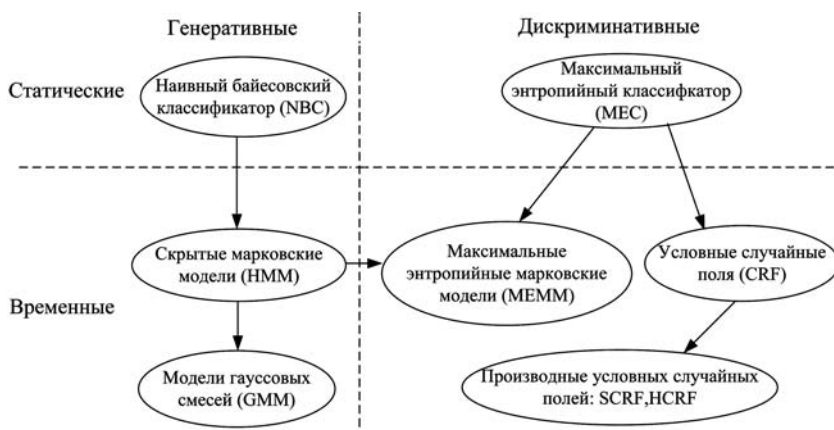 Генеративные
Дискриминативные
Статические
Наивный байесовский
классификатор (NBC)
Максимальный
энтропийный классифкатор
(MEC)
Временные
Скрытые марковские
модели (HMM)
Максимальные
энтропийные марковские
модели (MEMM)
Условные случайные
поля (CRF)
Модели гауссовых
смесей (GMM)
Производные условных случайных
полей: SCRF,HCRF